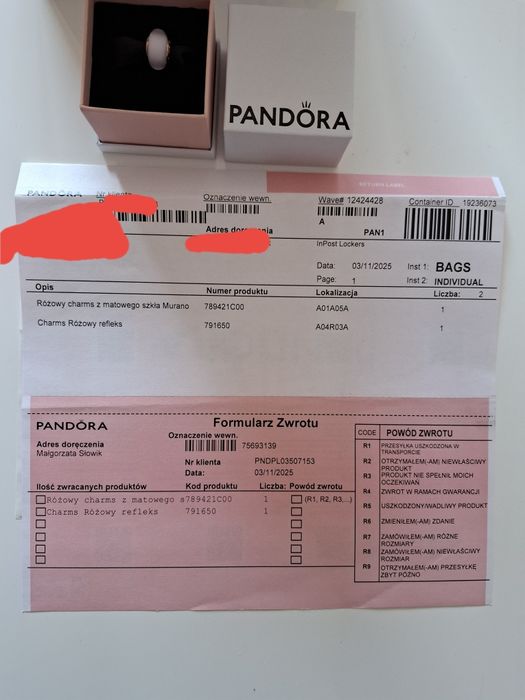 PANDORA
RETURN LABEL
PANDORA
Nr klienta
Oznaczenie wewn.
Wave# 12424428
Container ID 19236073
A
PAN1
Adres doręczenia
InPost Lockers
Data: 03/11/2025 Inst 1: BAGS
Page: 1 Inst 2: INDIVIDUAL
Opis Numer produktu Lokalizacja Liczba: 2
Różowy charms z matowego szkła Murano 789421C00 A01A05A 1
Charms Różowy refleks 791650 A04R03A 1
PANDORA
Formularz Zwrotu
Adres doręczenia
Małgorzata Słowik
Oznaczenie wewn.
75693139
Nr klienta PNDPL03507153
Data: 03/11/2025
Ilość zwracanych produktów Kod produktu Liczba: Powód zwrotu
Różowy charms z matowego s789421C00 1 (R1, R2, R3,...)
Charms Różowy refleks 791650 1
CODE POWÓD ZWROTU
R1 PRZESYŁKA USZKODZONA W TRANSPORCIE
R2 OTRZYMAŁEM(-AM) NIEWŁAŚCIWY PRODUKT
R3 PRODUKT NIE SPEŁNIŁ MOICH OCZEKIWAŃ
R4 ZWROT W RAMACH GWARANCJI
R5 USZKODZONY/WADLIWY PRODUKT
R6 ZMIENIŁEM(-AM) ZDANIE
R7 ZAMÓWIŁEM(-AM) RÓŻNE ROZMIARY
R8 ZAMÓWIŁEM(-AM) NIEWŁAŚCIWY ROZMIAR
R9 OTRZYMAŁEM(-AM) PRZESYŁKĘ ZBYT PÓŹNO